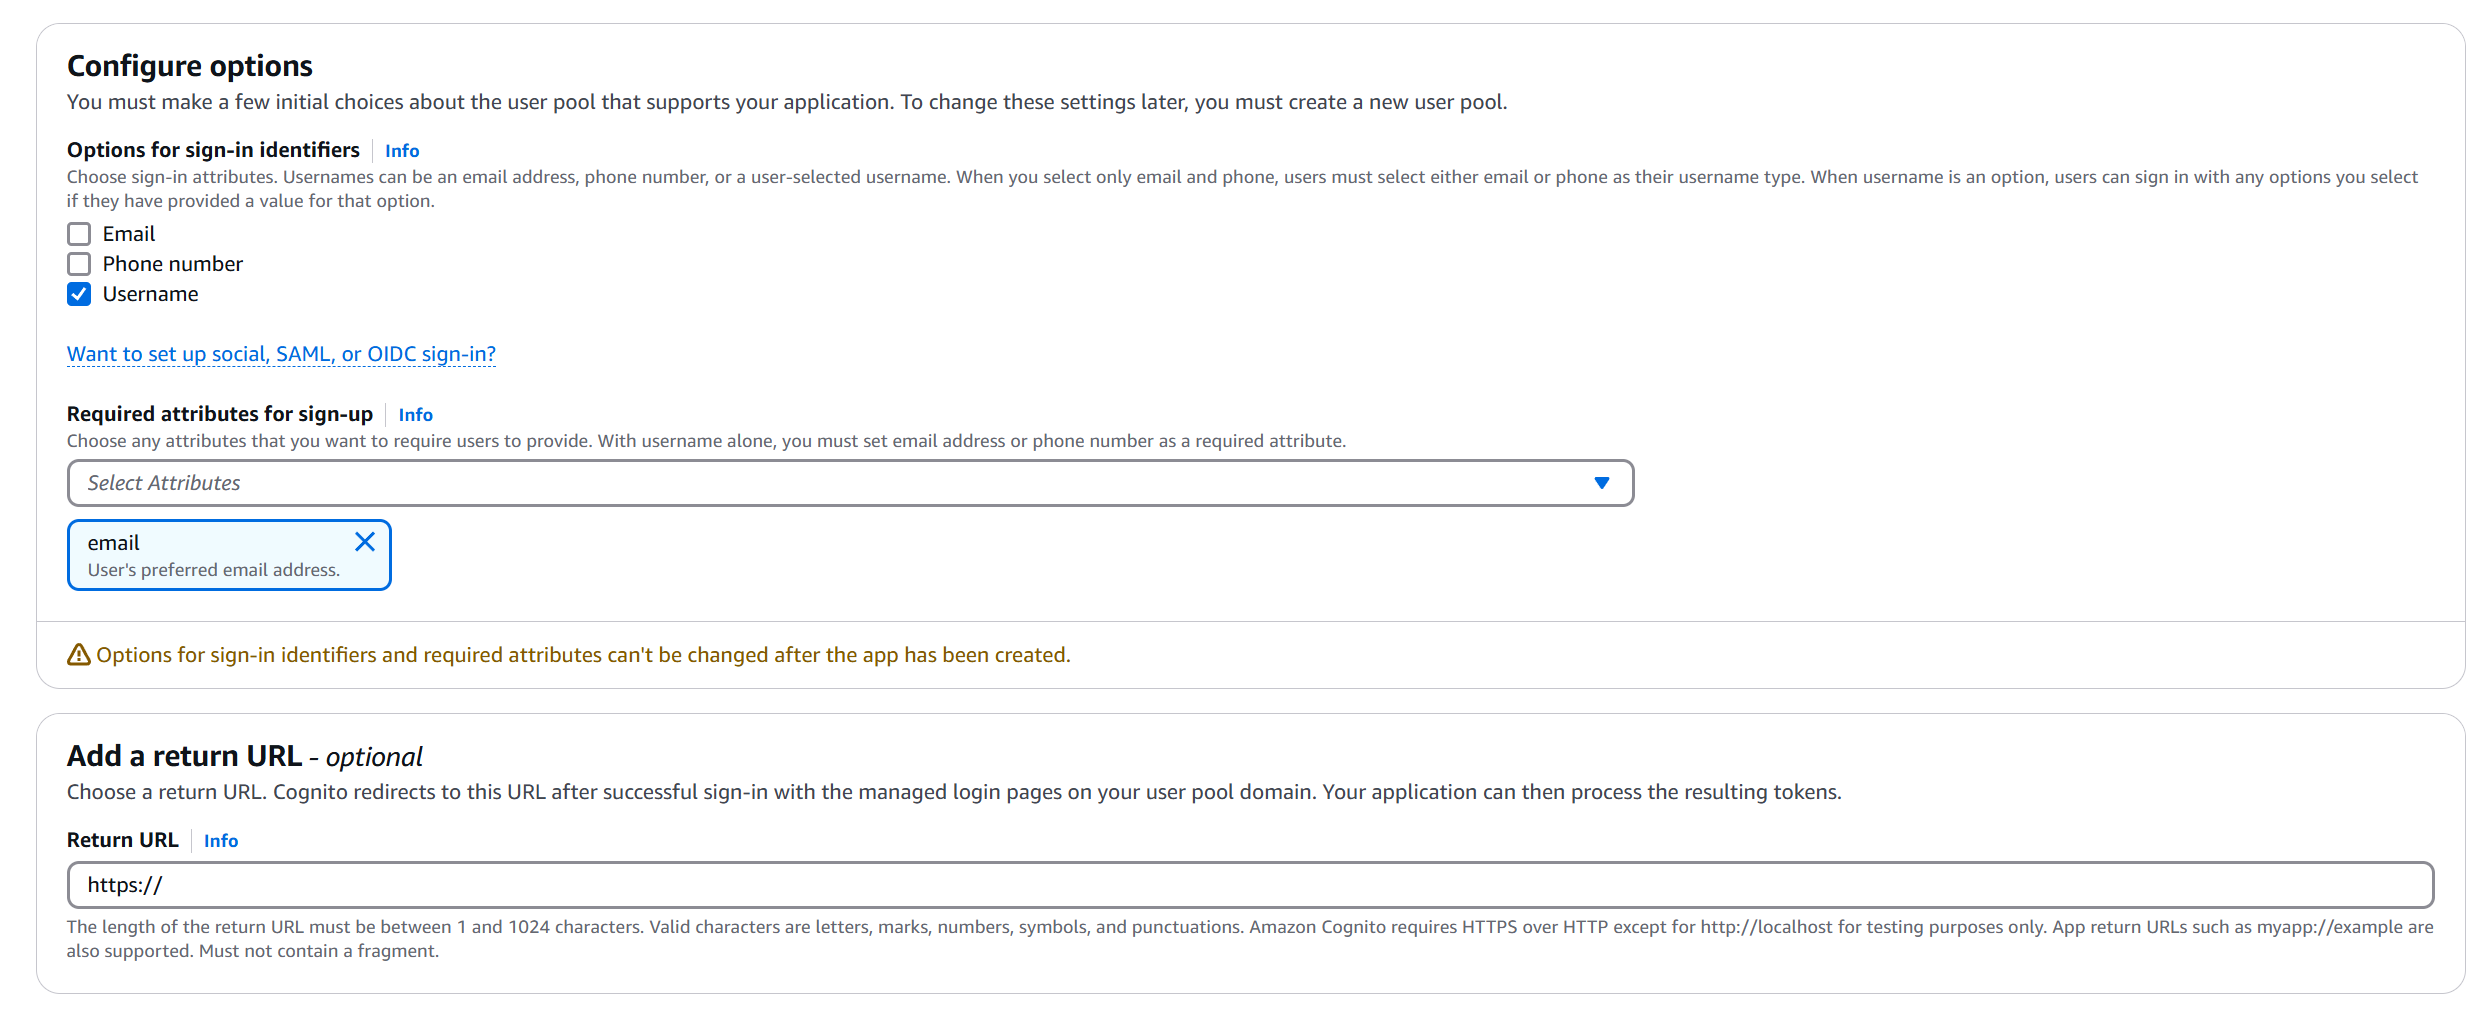 Configure options
You must make a few initial choices about the user pool that supports your application. To change these settings later, you must create a new user pool.
Options for sign-in identifiers Info
Choose sign-in attributes. Usernames can be an email address, phone number, or a user-selected username. When you select only email and phone, users must select either email or phone as their username type. When username is an option, users can sign in with any options you select
if they have provided a value for that option.
Email
Phone number
Username
Want to set up social, SAML, or OIDC sign-in?
Required attributes for sign-up Info
Choose any attributes that you want to require users to provide. With username alone, you must set email address or phone number as a required attribute.
Select Attributes
email
User's preferred email address.
Options for sign-in identifiers and required attributes can't be changed after the app has been created.
Add a return URL - optional
Choose a return URL. Cognito redirects to this URL after successful sign-in with the managed login pages on your user pool domain. Your application can then process the resulting tokens.
Return URL Info
https://
The length of the return URL must be between 1 and 1024 characters. Valid characters are letters, marks, numbers, symbols, and punctuations. Amazon Cognito requires HTTPS over HTTP except for http://localhost for testing purposes only. App return URLs such as myapp://example are
also supported. Must not contain a fragment.